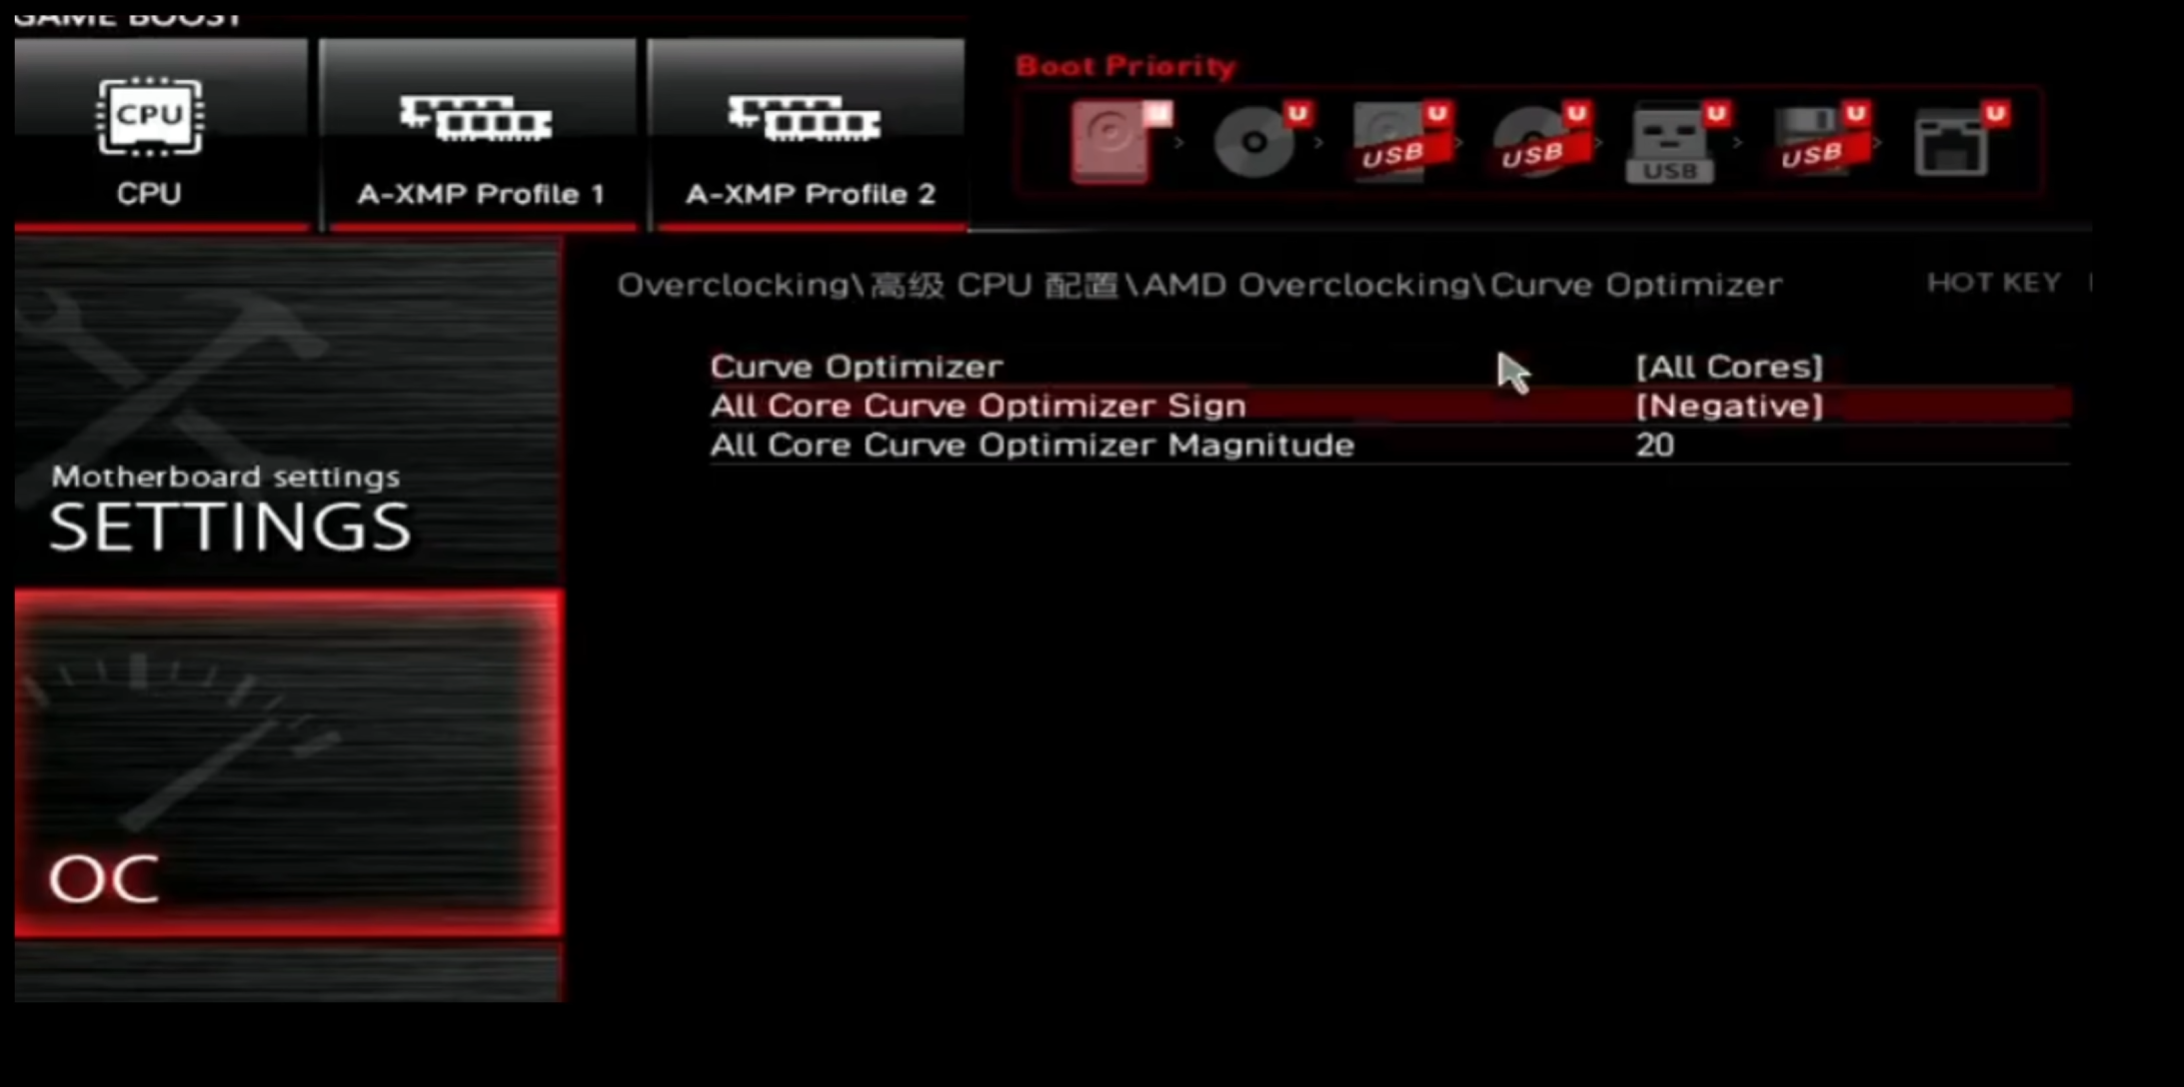 GAME BOOST
CPU
CPU
A-XMP Profile 1
A-XMP Profile 2
Boot Priority
U
U
USB
U
USB
U
USB
U
USB
U
U
Overclocking\高级 CPU 配置\AMD Overclocking\Curve Optimizer
HOT KEY
Curve Optimizer [All Cores]
All Core Curve Optimizer Sign [Negative]
All Core Curve Optimizer Magnitude 20
Motherboard settings
SETTINGS
OC